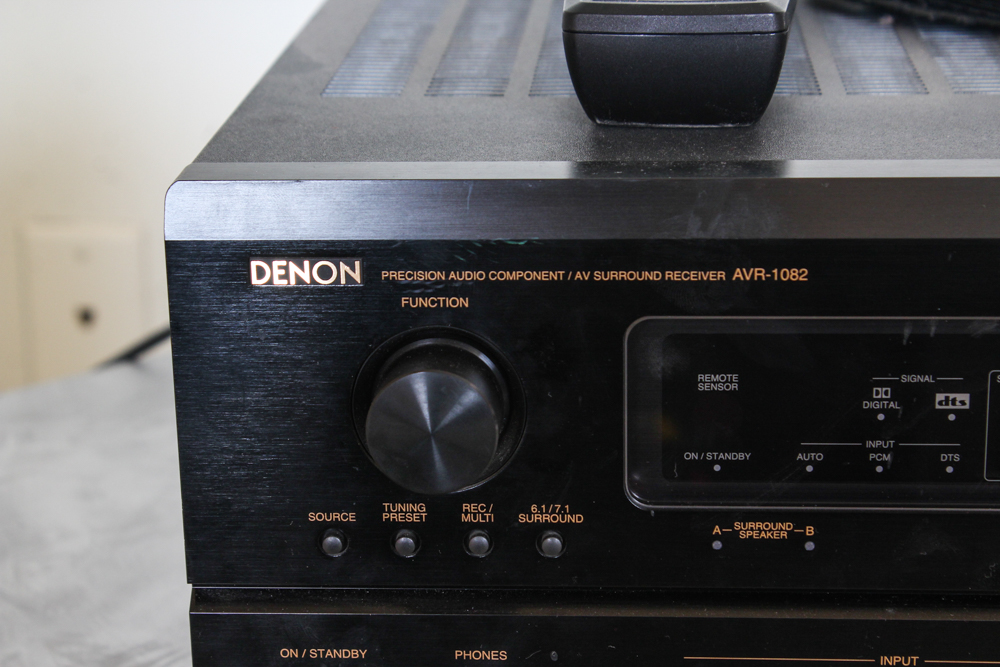 DENON PRECISION AUDIO COMPONENT / AV SURROUND RECEIVER AVR-1082
FUNCTION
REMOTE
SENSOR
SIGNAL
DIGITAL
dts
ON / STANDBY
INPUT
AUTO
PCM
DTS
SOURCE
TUNING
PRESET
REC /
MULTI
6.1 / 7.1
SURROUND
A
SURROUND
SPEAKER
B
ON / STANDBY
PHONES
INPUT